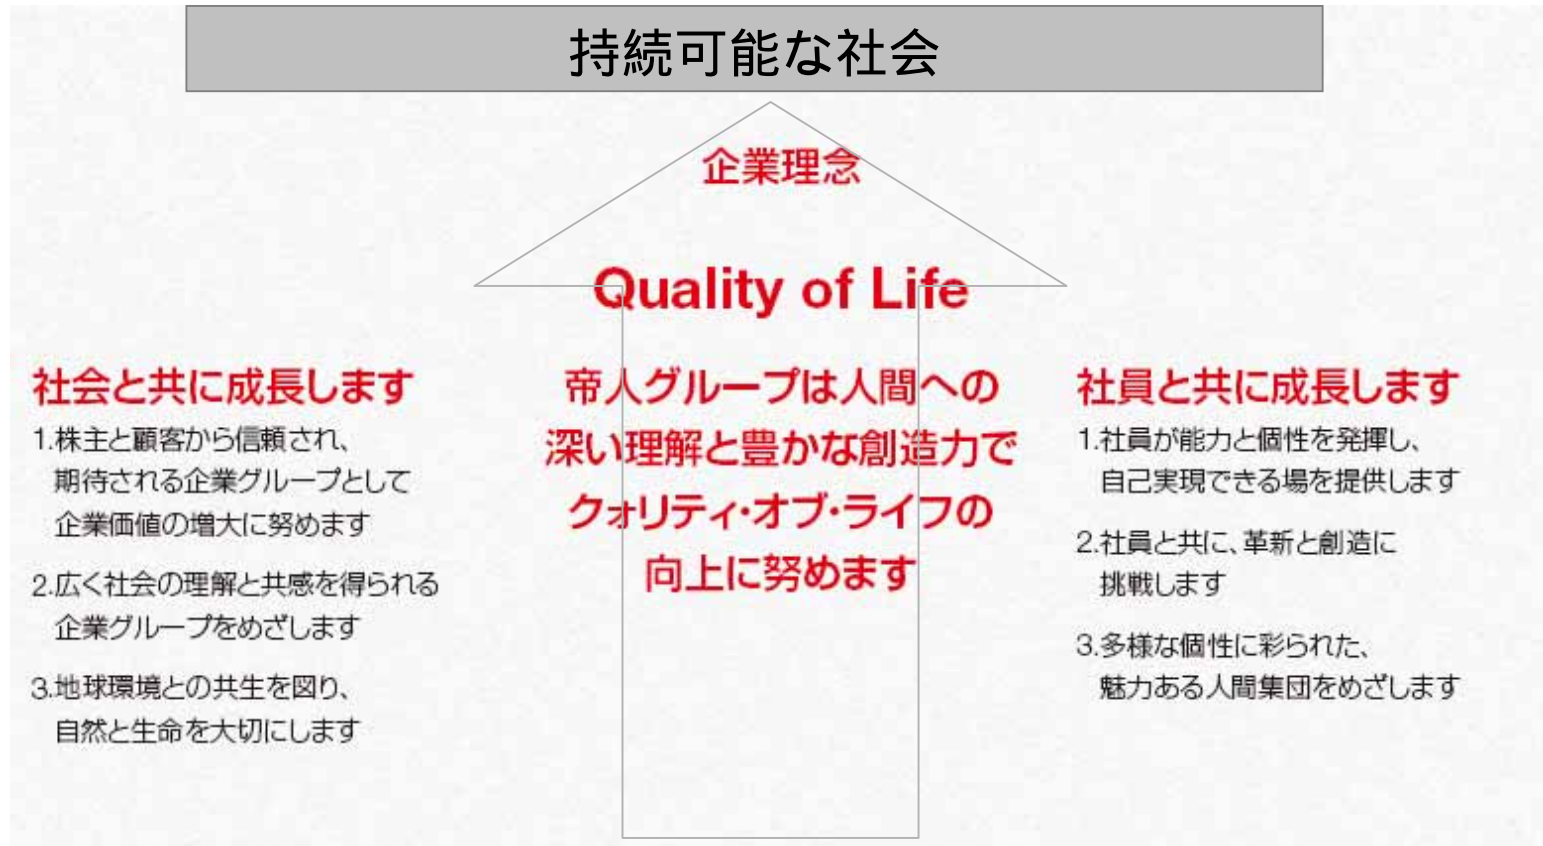 持続可能な社会
企業理念
Quality of Life
帝人グループは人間への
深い理解と豊かな創造力で
クォリティ・オブ・ライフの
向上に努めます
社会と共に成長します
1.株主と顧客から信頼され、
期待される企業グループとして
企業価値の増大に努めます
2.広く社会の理解と共感を得られる
企業グループをめざします
3.地球環境との共生を図り、
自然と生命を大切にします
社員と共に成長します
1.社員が能力と個性を発揮し、
自己実現できる場を提供します
2.社員と共に、革新と創造に
挑戦します
3.多様な個性に彩られた、
魅力ある人間集団をめざします